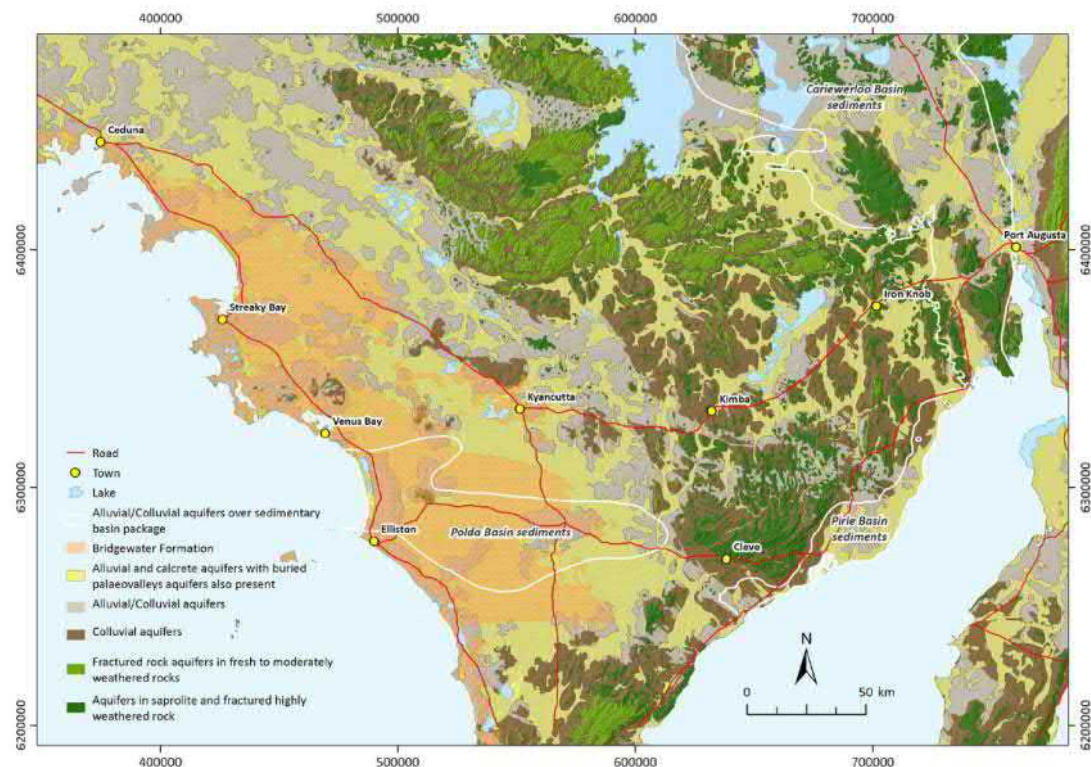 400000
500000
600000
700000
Cariewerloo Basin
sediments
Ceduna
6400000
Port Augusta
6400000
Iron Knob
Streaky Bay
Kyancutta
Kimba
Venus Bay
Road
Town
Lake
Alluvial/Colluvial aquifers over sedimentary
basin package
Bridgewater Formation
Alluvial and calcrete aquifers with buried
palaeovalleys aquifers also present
Alluvial/Colluvial aquifers
Colluvial aquifers
Fractured rock aquifers in fresh to moderately
weathered rocks
Aquifers in saprolite and fractured highly
weathered rock
6300000
6300000
Elliston
Polda Basin sediments
Pirie Basin
sediments
Cleve
N
0
50 km
6200000
6200000
400000
500000
600000
700000